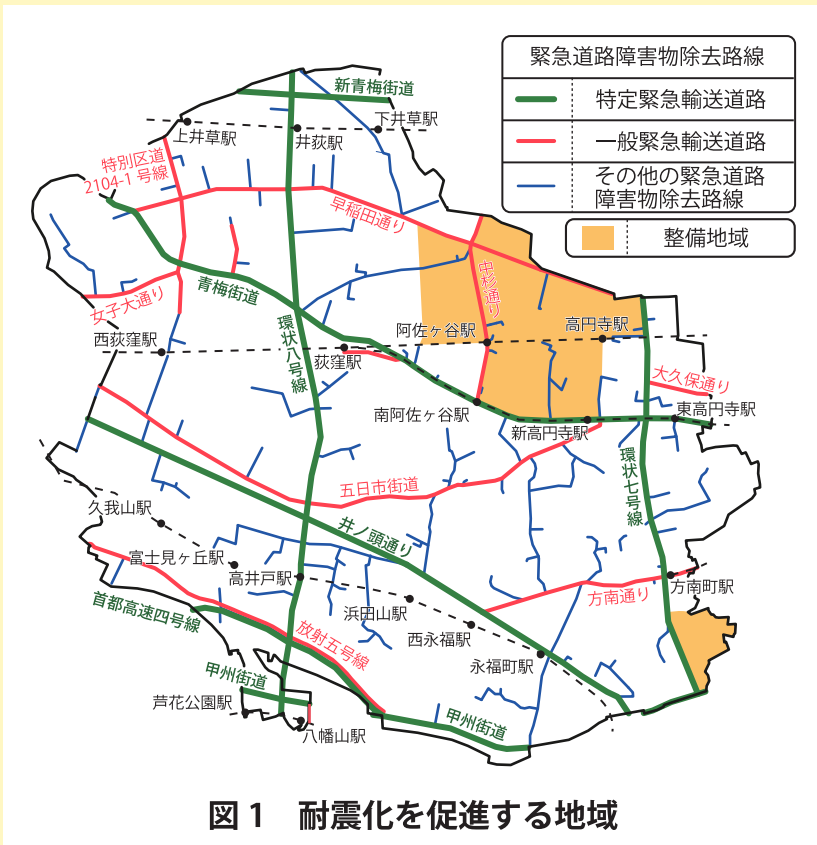 緊急道路障害物除去路線
特定緊急輸送道路
一般緊急輸送道路
その他の緊急道路
障害物除去路線
整備地域
新青梅街道
上井草駅
井荻駅
下井草駅
特別区道
2104-1 号線
早稲田通り
中杉通り
女子大通り
青梅街道
環状八号線
西荻窪駅
荻窪駅
阿佐ヶ谷駅
高円寺駅
大久保通り
南阿佐ヶ谷駅
新高円寺駅
東高円寺駅
環状七号線
五日市街道
久我山駅
井ノ頭通り
富士見ヶ丘駅
高井戸駅
浜田山駅
方南町駅
方南通り
首都高速四号線
放射五号線
西永福駅
永福町駅
甲州街道
芦花公園駅
八幡山駅
甲州街道
図 1 耐震化を促進する地域